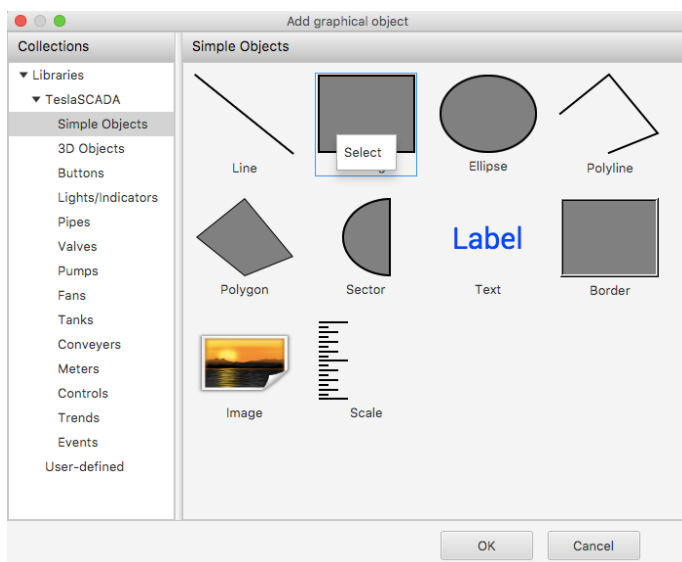 Add graphical object
Collections
Simple Objects
Libraries
TeslaSCADA
Simple Objects
3D Objects
Buttons
Lights/Indicators
Pipes
Valves
Pumps
Fans
Tanks
Conveyers
Meters
Controls
Trends
Events
User-defined
Select
Line
Ellipse
Polyline
Polygon
Sector
Label
Text
Border
Image
Scale
OK
Cancel